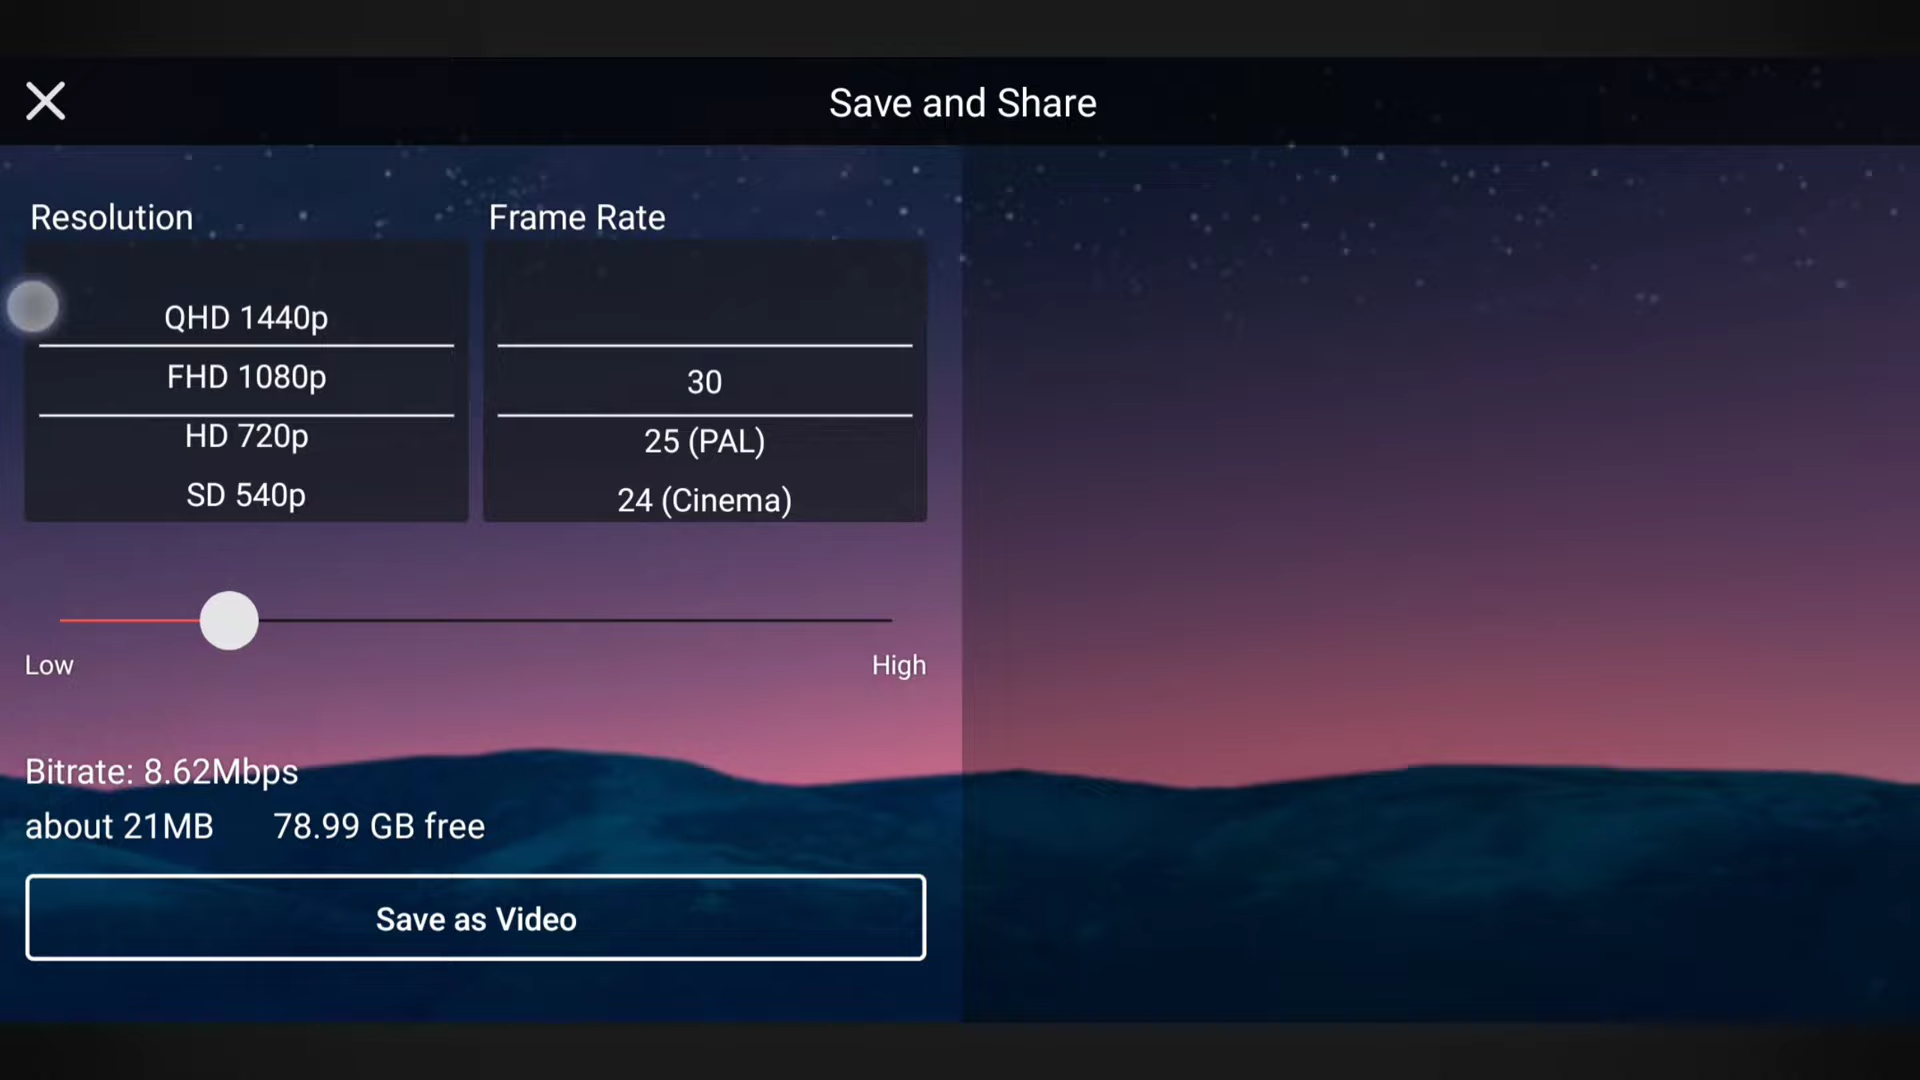 Save and Share
Resolution
Frame Rate
QHD 1440p
FHD 1080p
HD 720p
SD 540p
30
25 (PAL)
24 (Cinema)
Low
High
Bitrate: 8.62Mbps
about 21MB 78.99 GB free
Save as Video